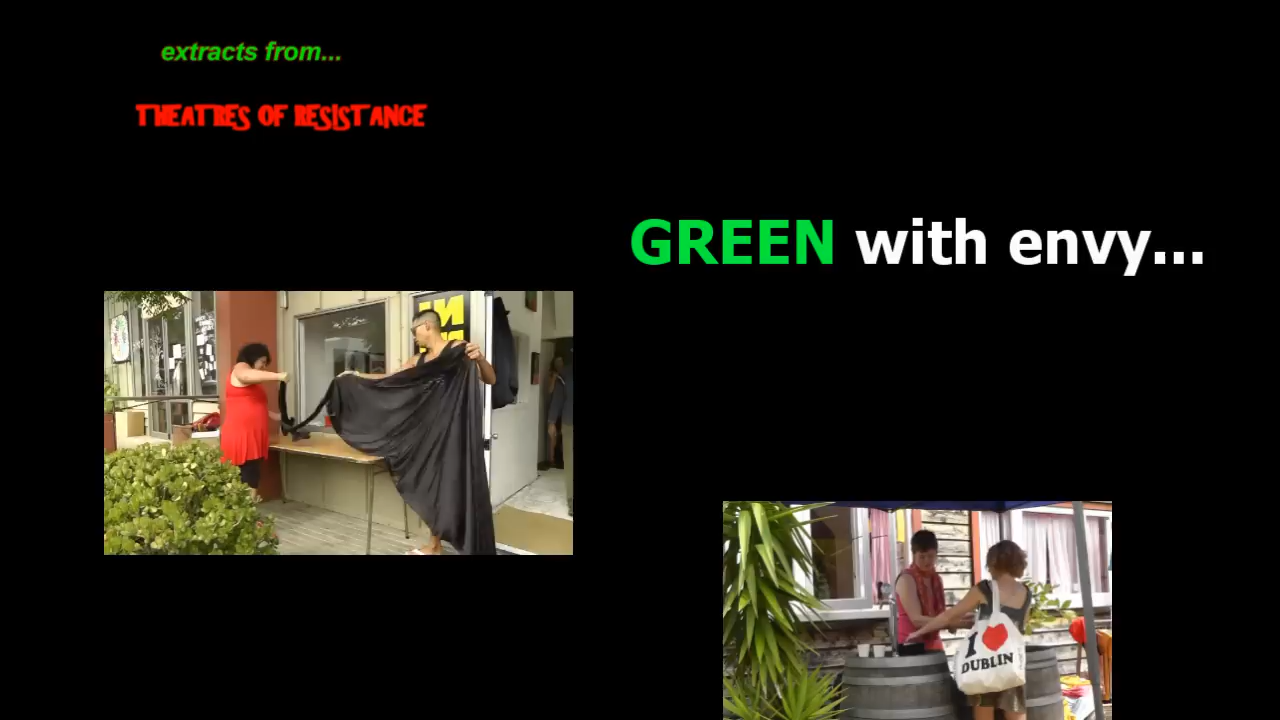 extracts from...
THEATRES OF RESISTANCE
GREEN with envy...
I
DUBLIN